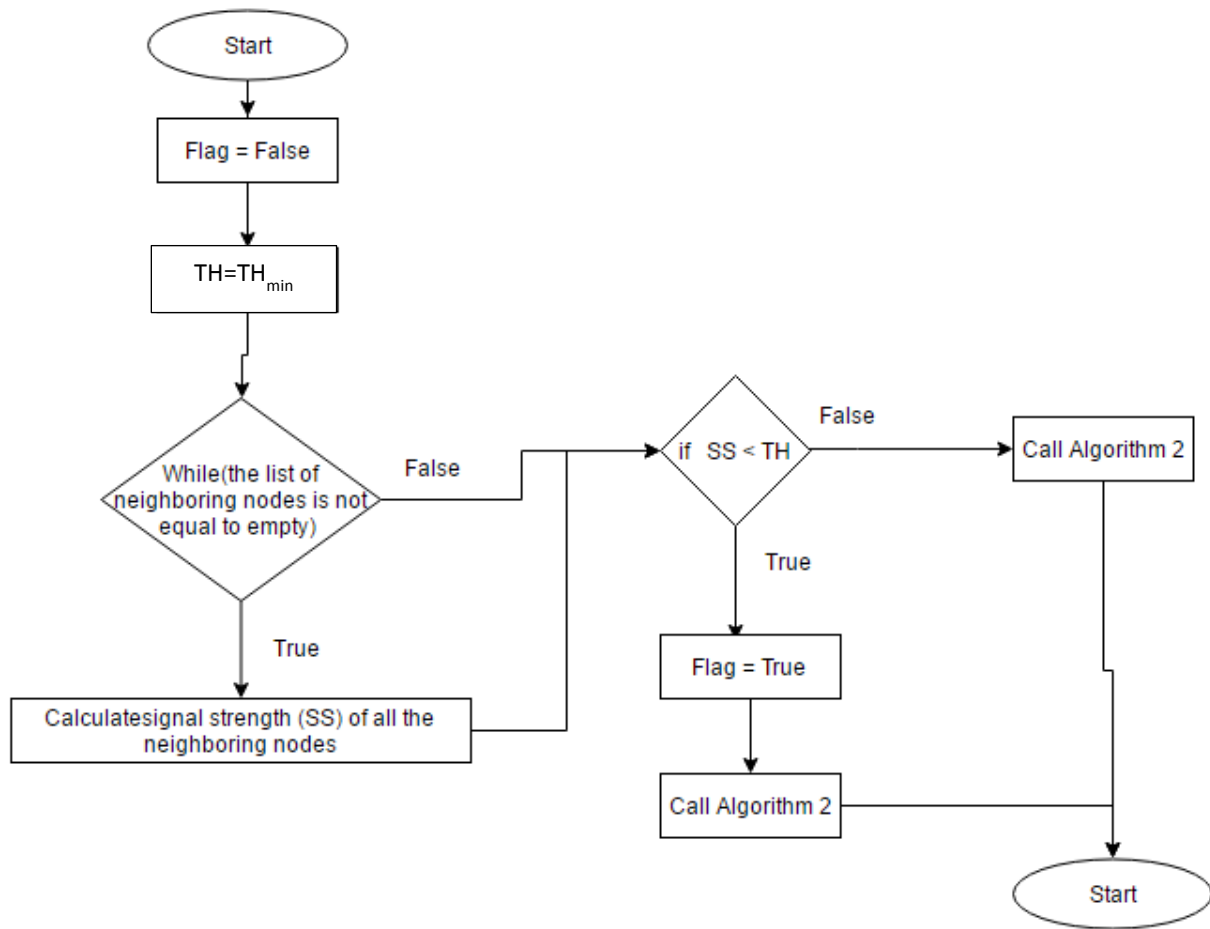 Start
Flag = False
TH=THmin
While(the list of
neighboring nodes is not
equal to empty)
False
True
Calculatesignal strength (SS) of all the
neighboring nodes
if SS < TH
False
Call Algorithm 2
True
Flag = True
Call Algorithm 2
Start